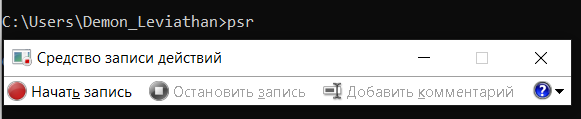 C:\Users\Demon_Leviathan>psr
Средство записи действий
Начать запись Остановить запись Добавить комментарий ?